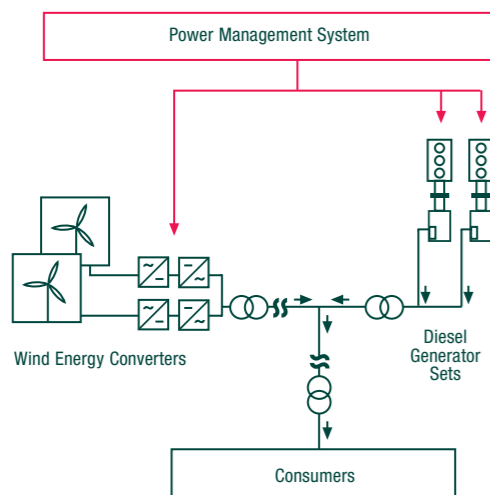 Power Management System
Wind Energy Converters
Diesel
Generator
Sets
Consumers